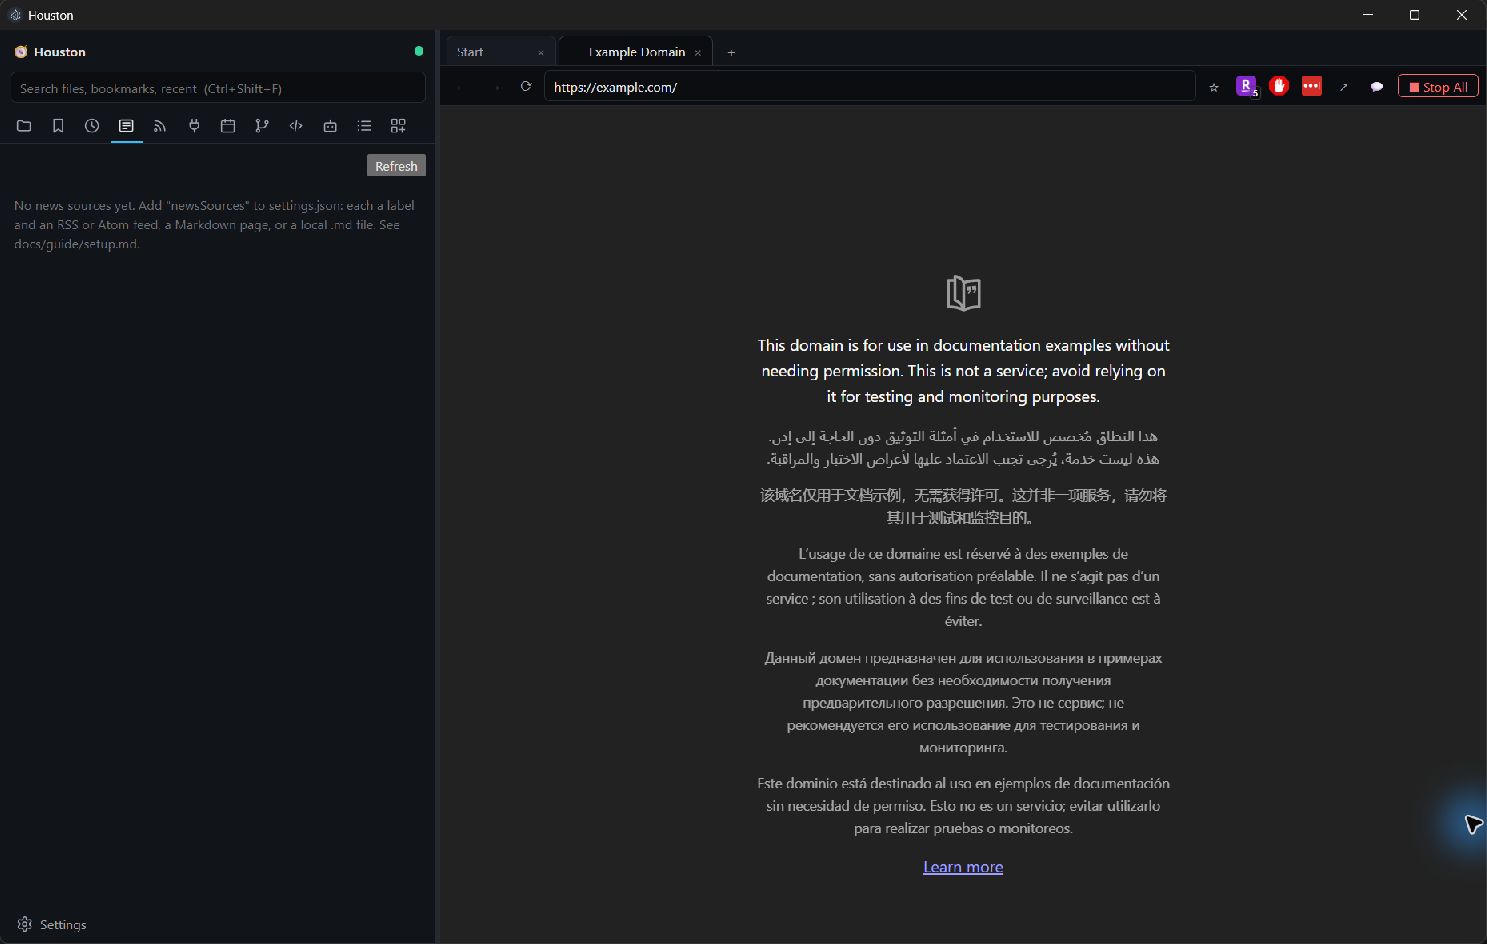 Houston
Houston
Search files, bookmarks, recent (Ctrl+Shift+F)
Refresh
No news sources yet. Add "newsSources" to settings.json: each a label
and an RSS or Atom feed, a Markdown page, or a local .md file. See
docs/guide/setup.md.
Settings
Start
Example Domain
https://example.com/
R
5
Stop All
This domain is for use in documentation examples without
needing permission. This is not a service; avoid relying on
it for testing and monitoring purposes.
هذا النطاق مُخصص للاستخدام في أمثلة التوثيق دون الحاجة إلى إذن.
هذه ليست خدمة، يُرجى تجنب الاعتماد عليها لأغراض الاختبار والمراقبة.
该域名仅用于文档示例，无需获得许可。这并非一项服务，请勿将
其用于测试和监控目的。
L'usage de ce domaine est réservé à des exemples de
documentation, sans autorisation préalable. Il ne s'agit pas d'un
service ; son utilisation à des fins de test ou de surveillance est à
éviter.
Данный домен предназначен для использования в примерах
документации без необходимости получения
предварительного разрешения. Это не сервис; не
рекомендуется его использование для тестирования и
мониторинга.
Este dominio está destinado al uso en ejemplos de documentación
sin necesidad de permiso. Esto no es un servicio; evitar utilizarlo
para realizar pruebas o monitoreos.
Learn more